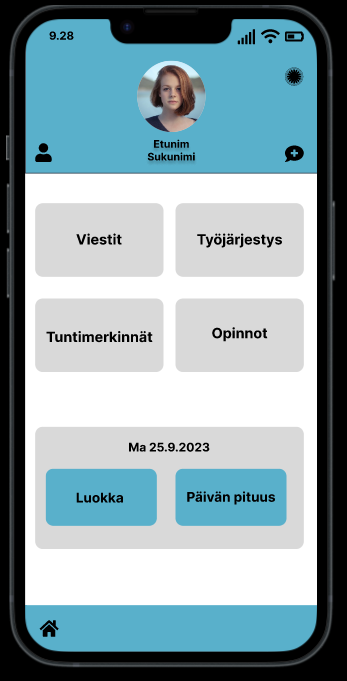 9.28
Etunim
Sukunimi
Viestit
Työjärjestys
Tuntimerkinnät
Opinnot
Ma 25.9.2023
Luokka
Päivän pituus